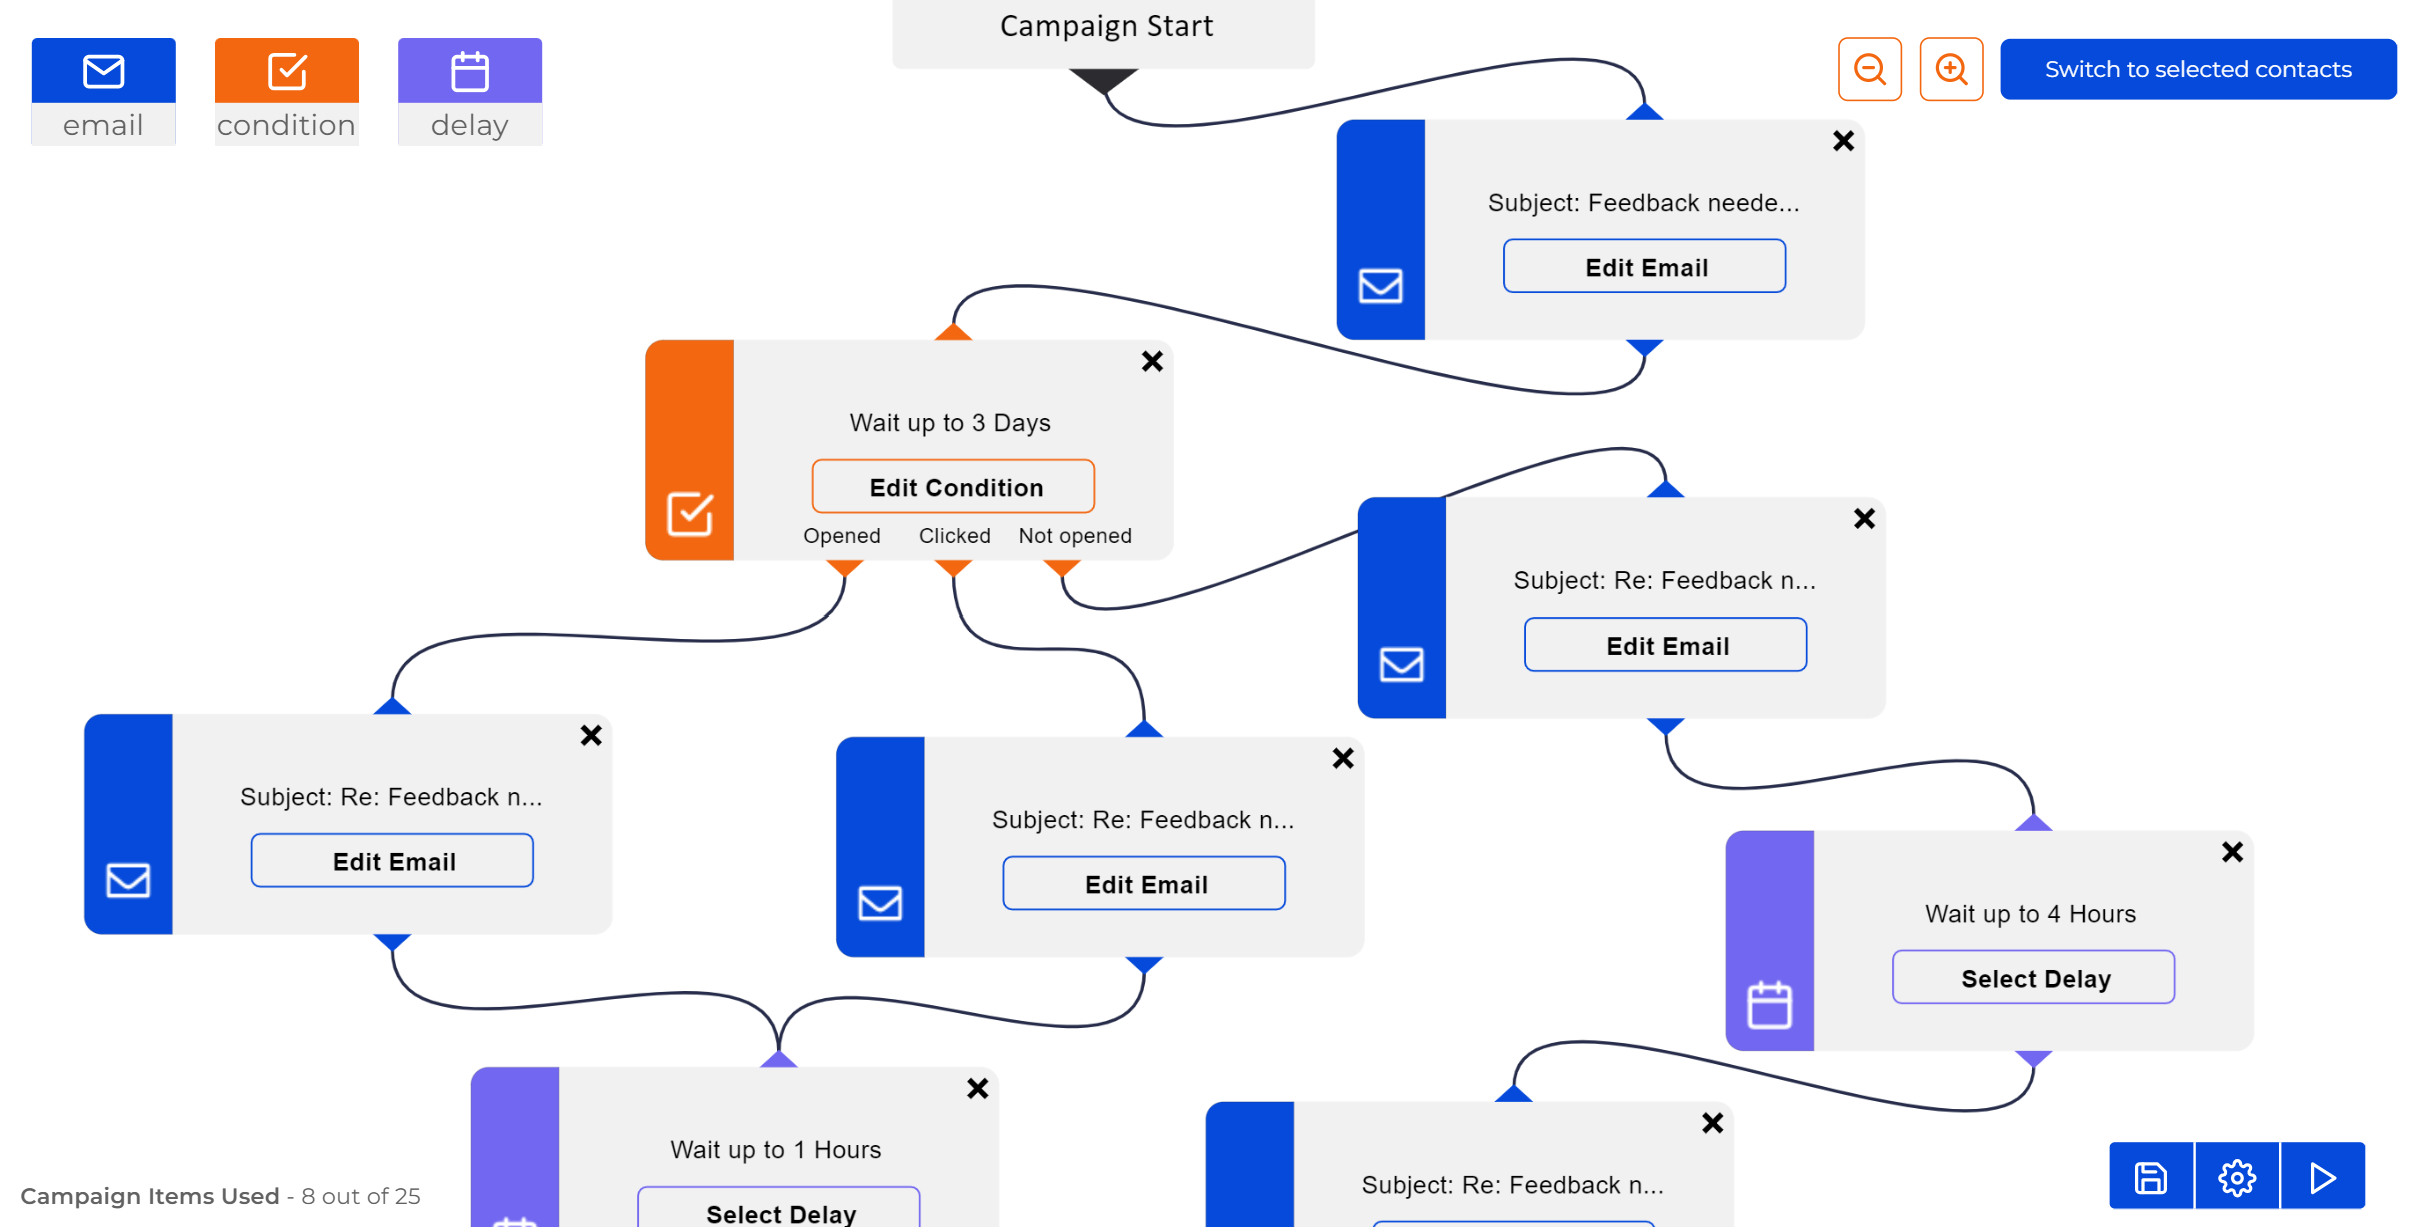 Campaign Start
email
condition
delay
Switch to selected contacts
Subject: Feedback neede...
Edit Email
Wait up to 3 Days
Edit Condition
Opened
Clicked
Not opened
Subject: Re: Feedback n...
Edit Email
Subject: Re: Feedback n...
Edit Email
Subject: Re: Feedback n...
Edit Email
Wait up to 4 Hours
Select Delay
Wait up to 1 Hours
Select Delay
Subject: Re: Feedback n...
Campaign Items Used - 8 out of 25